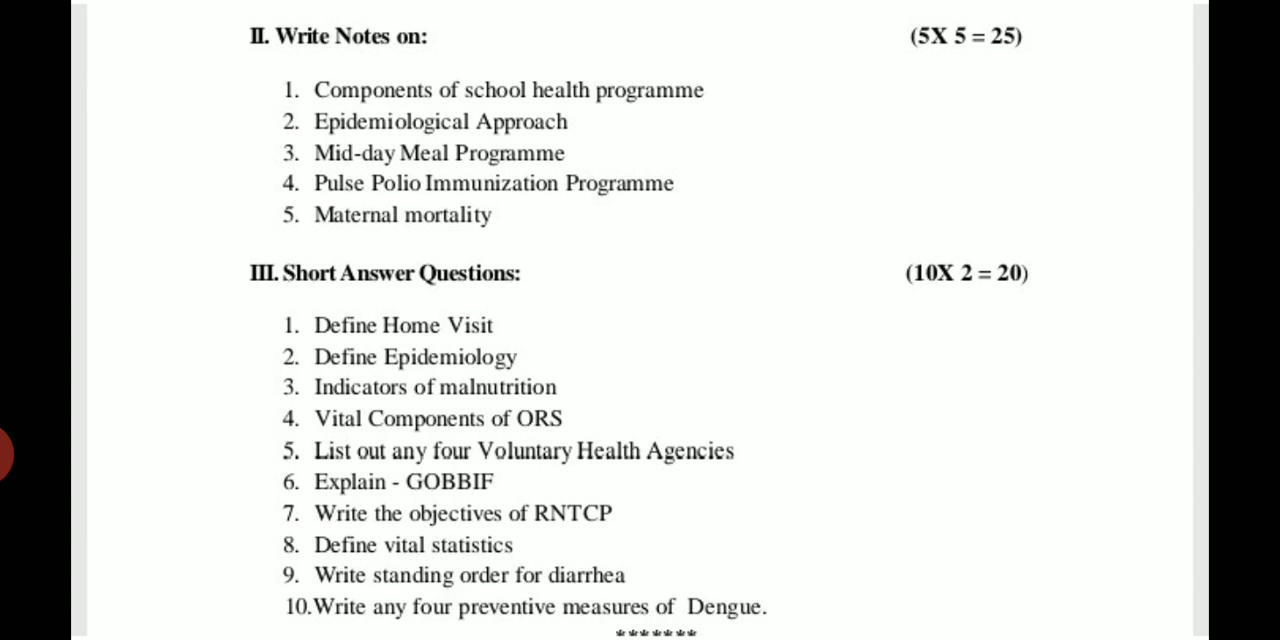 II. Write Notes on: (5X 5 = 25)
1. Components of school health programme
2. Epidemiological Approach
3. Mid-day Meal Programme
4. Pulse Polio Immunization Programme
5. Maternal mortality
III. Short Answer Questions: (10X 2 = 20)
1. Define Home Visit
2. Define Epidemiology
3. Indicators of malnutrition
4. Vital Components of ORS
5. List out any four Voluntary Health Agencies
6. Explain - GOBBIF
7. Write the objectives of RNTCP
8. Define vital statistics
9. Write standing order for diarrhea
10.Write any four preventive measures of Dengue.
*******